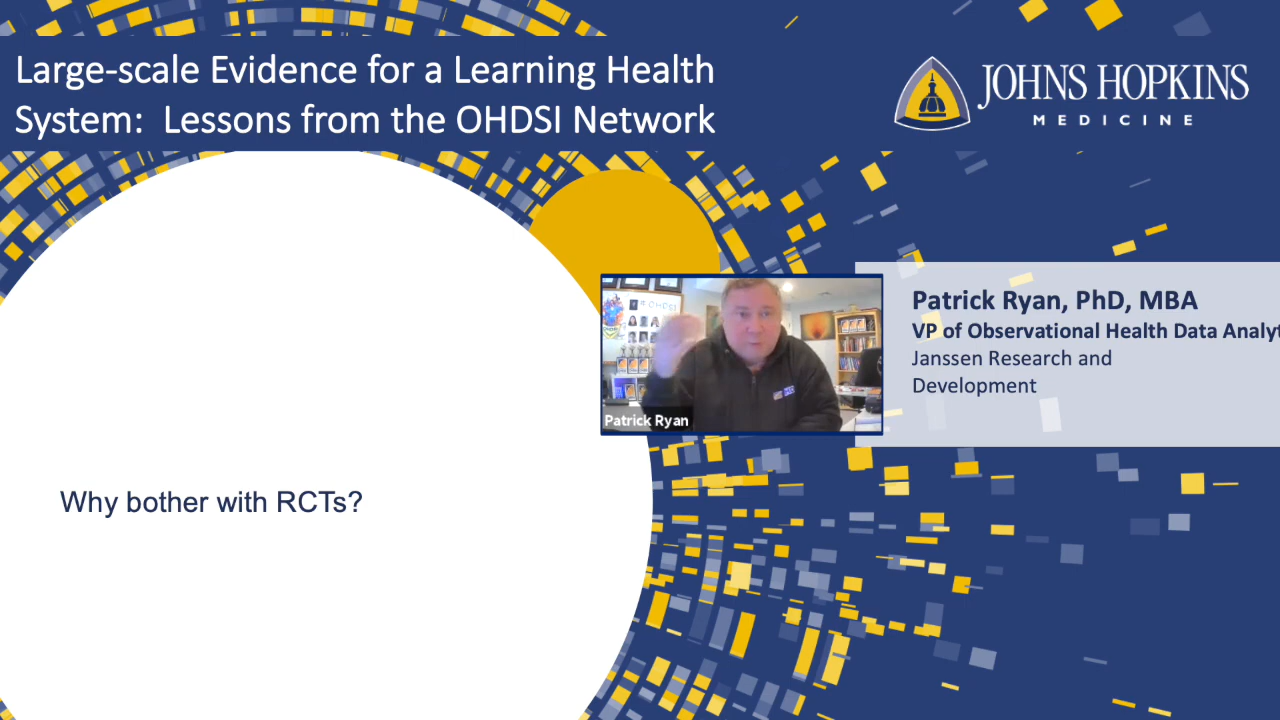 Large-scale Evidence for a Learning Health
System: Lessons from the OHDSI Network
JOHNS HOPKINS
MEDICINE
Patrick Ryan, PhD, MBA
VP of Observational Health Data Analyt
Janssen Research and
Development
Patrick Ryan
Why bother with RCTs?